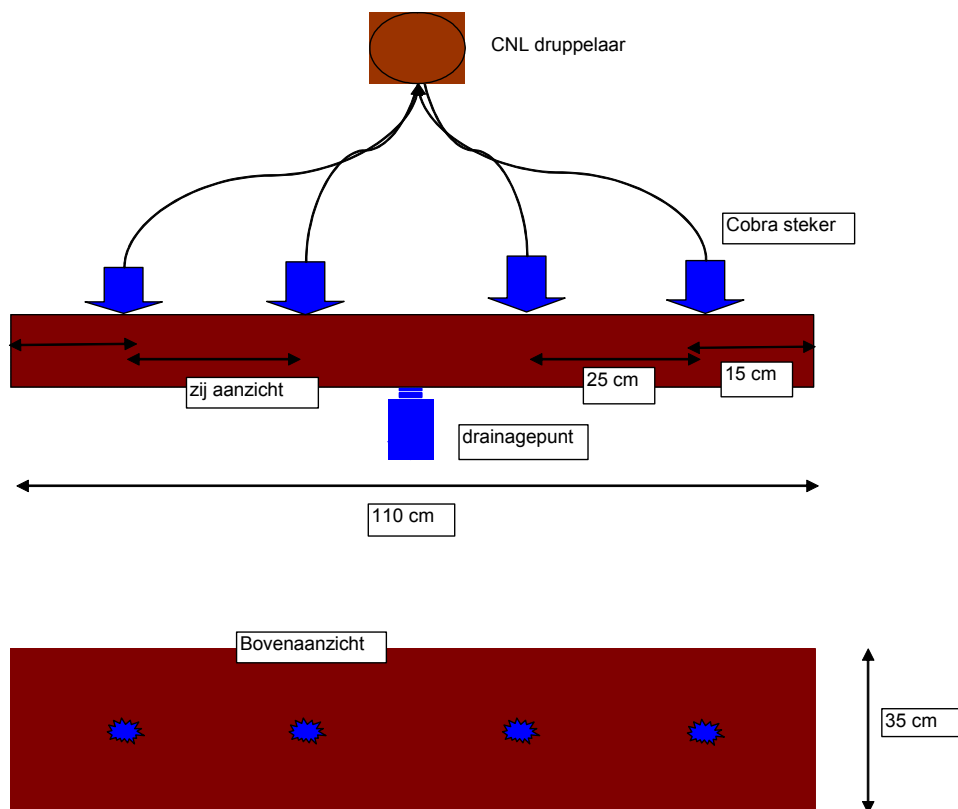 CNL druppelaar
Cobra steker
zij aanzicht
25 cm
15 cm
drainagepunt
110 cm
Bovenaanzicht
35 cm